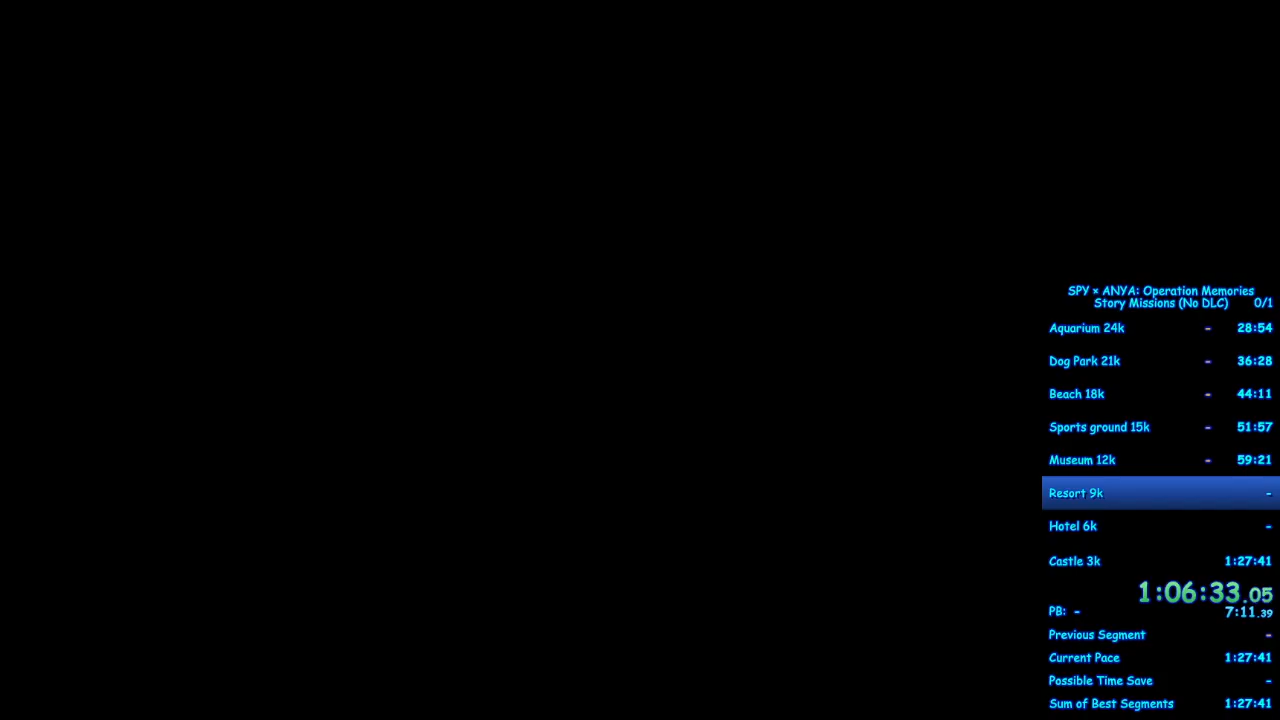 SPY × ANYA: Operation Memories
Story Missions (No DLC) 0/1
Aquarium 24k - 28:54
Dog Park 21k - 36:28
Beach 18k - 44:11
Sports ground 15k - 51:57
Museum 12k - 59:21
Resort 9k -
Hotel 6k -
Castle 3k 1:27:41
1:06:33.05
PB: - 7:11.39
Previous Segment -
Current Pace 1:27:41
Possible Time Save -
Sum of Best Segments 1:27:41